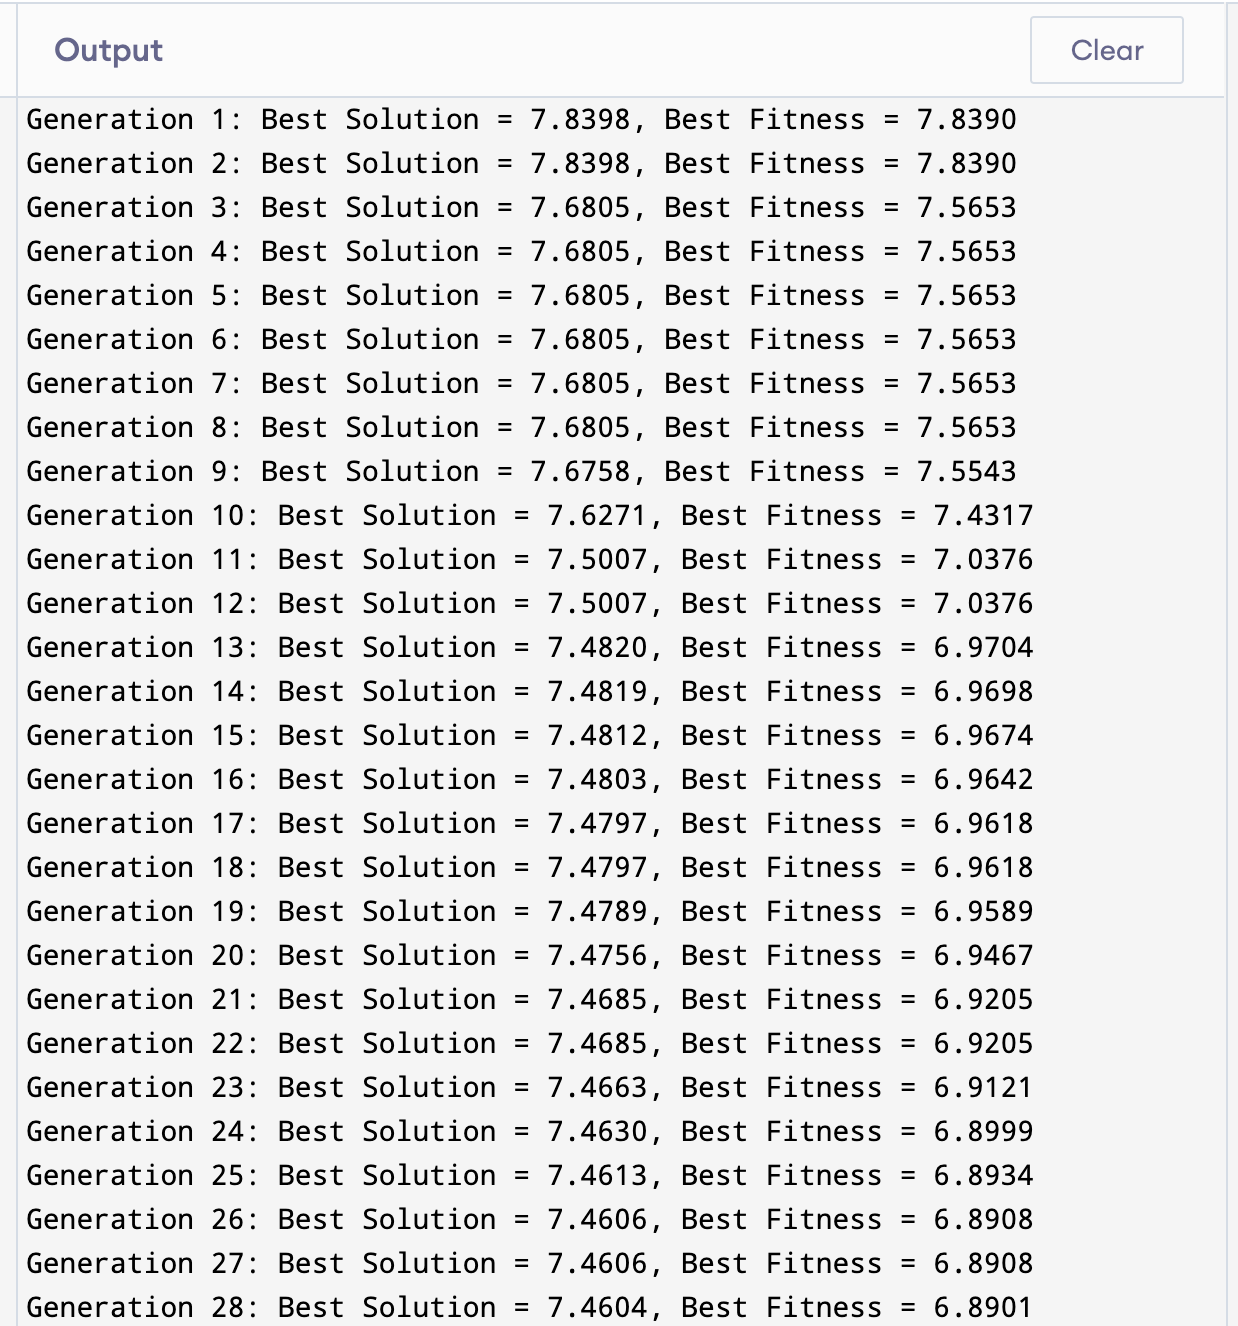 Output
Clear
Generation 1: Best Solution = 7.8398, Best Fitness = 7.8390
Generation 2: Best Solution = 7.8398, Best Fitness = 7.8390
Generation 3: Best Solution = 7.6805, Best Fitness = 7.5653
Generation 4: Best Solution = 7.6805, Best Fitness = 7.5653
Generation 5: Best Solution = 7.6805, Best Fitness = 7.5653
Generation 6: Best Solution = 7.6805, Best Fitness = 7.5653
Generation 7: Best Solution = 7.6805, Best Fitness = 7.5653
Generation 8: Best Solution = 7.6805, Best Fitness = 7.5653
Generation 9: Best Solution = 7.6758, Best Fitness = 7.5543
Generation 10: Best Solution = 7.6271, Best Fitness = 7.4317
Generation 11: Best Solution = 7.5007, Best Fitness = 7.0376
Generation 12: Best Solution = 7.5007, Best Fitness = 7.0376
Generation 13: Best Solution = 7.4820, Best Fitness = 6.9704
Generation 14: Best Solution = 7.4819, Best Fitness = 6.9698
Generation 15: Best Solution = 7.4812, Best Fitness = 6.9674
Generation 16: Best Solution = 7.4803, Best Fitness = 6.9642
Generation 17: Best Solution = 7.4797, Best Fitness = 6.9618
Generation 18: Best Solution = 7.4797, Best Fitness = 6.9618
Generation 19: Best Solution = 7.4789, Best Fitness = 6.9589
Generation 20: Best Solution = 7.4756, Best Fitness = 6.9467
Generation 21: Best Solution = 7.4685, Best Fitness = 6.9205
Generation 22: Best Solution = 7.4685, Best Fitness = 6.9205
Generation 23: Best Solution = 7.4663, Best Fitness = 6.9121
Generation 24: Best Solution = 7.4630, Best Fitness = 6.8999
Generation 25: Best Solution = 7.4613, Best Fitness = 6.8934
Generation 26: Best Solution = 7.4606, Best Fitness = 6.8908
Generation 27: Best Solution = 7.4606, Best Fitness = 6.8908
Generation 28: Best Solution = 7.4604, Best Fitness = 6.8901